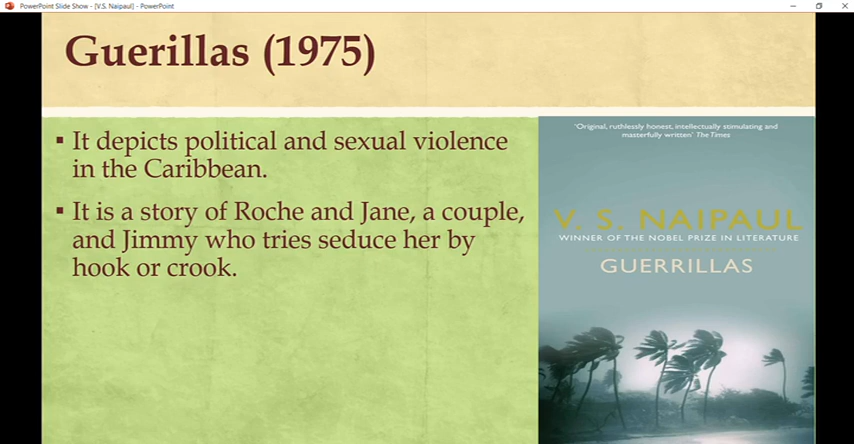 PowerPoint Slide Show - [V.S. Naipaul] - PowerPoint
Guerillas (1975)
▪ It depicts political and sexual violence
in the Caribbean.
▪ It is a story of Roche and Jane, a couple,
and Jimmy who tries seduce her by
hook or crook.
'Original, ruthlessly honest, intellectually stimulating and
masterfully written' The Times
V. S. NAIPAUL
WINNER OF THE NOBEL PRIZE IN LITERATURE
GUERRILLAS